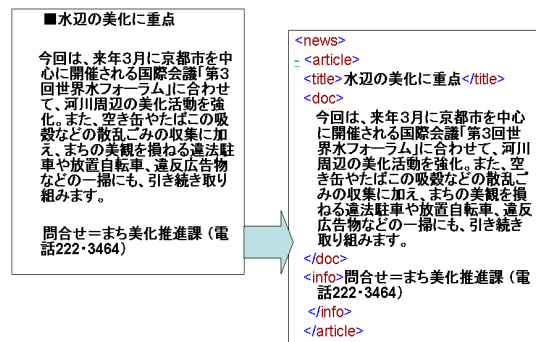 ■水辺の美化に重点
今回は、来年3月に京都市を中
心に開催される国際会議「第3
回世界水フォーラム」に合わせ
て、河川周辺の美化活動を強
化。また、空き缶やたばこの吸
殻などの散乱ごみの収集に加
え、まちの美観を損ねる違法駐
車や放置自転車、違反広告物
などの一掃にも、引き続き取り
組みます。
問合せ＝まち美化推進課（電
話222・3464）
<news>
- <article>
<title>水辺の美化に重点</title>
<doc>
今回は、来年3月に京都市を中心
に開催される国際会議「第3回世
界水フォーラム」に合わせて、河川
周辺の美化活動を強化。また、空
き缶やたばこの吸殻などの散乱ご
みの収集に加え、まちの美観を損
ねる違法駐車や放置自転車、違反
広告物などの一掃にも、引き続き
取り組みます。
</doc>
<info>問合せ＝まち美化推進課（電
話222・3464）
</info>
</article>